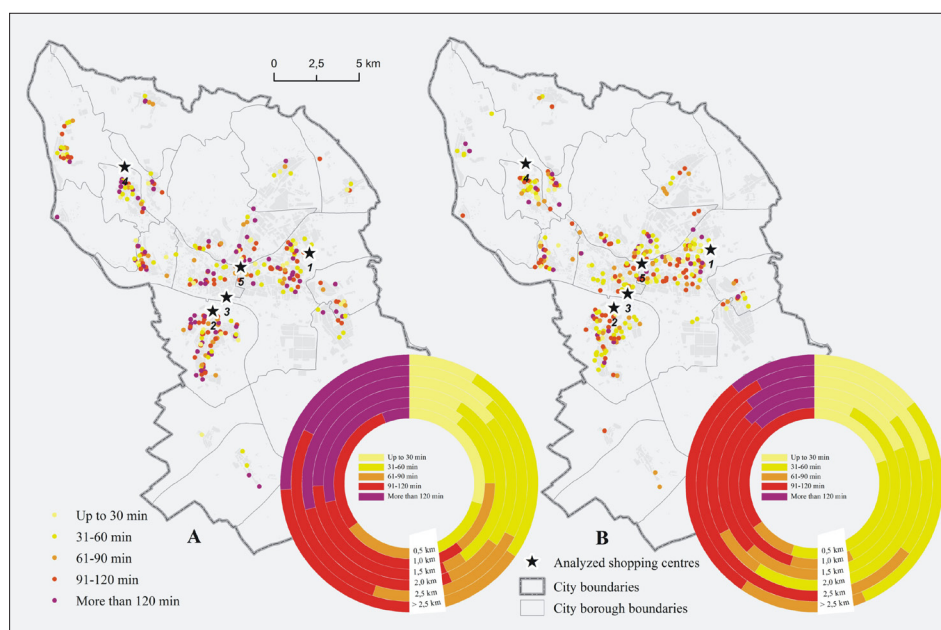 0 2,5 5 km
4
4
1
5
3
2
1
5
3
2
Up to 30 min
31-60 min
61-90 min
91-120 min
More than 120 min
Up to 30 min
31-60 min
61-90 min
91-120 min
More than 120 min
Up to 30 min
31-60 min
61-90 min
91-120 min
More than 120 min
A
B
0,5 km
1,0 km
1,5 km
2,0 km
2,5 km
> 2,5 km
Analyzed shopping centres
City boundaries
City borough boundaries
0,5 km
1,0 km
1,5 km
2,0 km
2,5 km
> 2,5 km